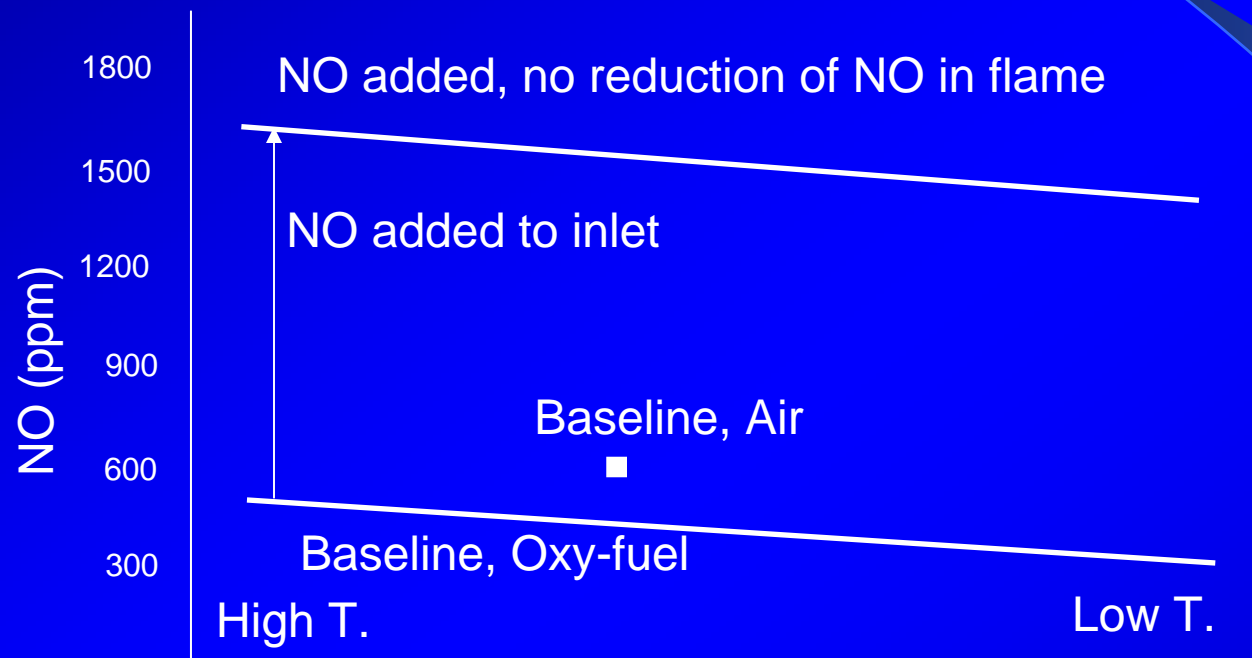 1800
NO added, no reduction of NO in flame
1500
NO added to inlet
1200
NO (ppm)
900
Baseline, Air
600
Baseline, Oxy-fuel
300
High T.
Low T.